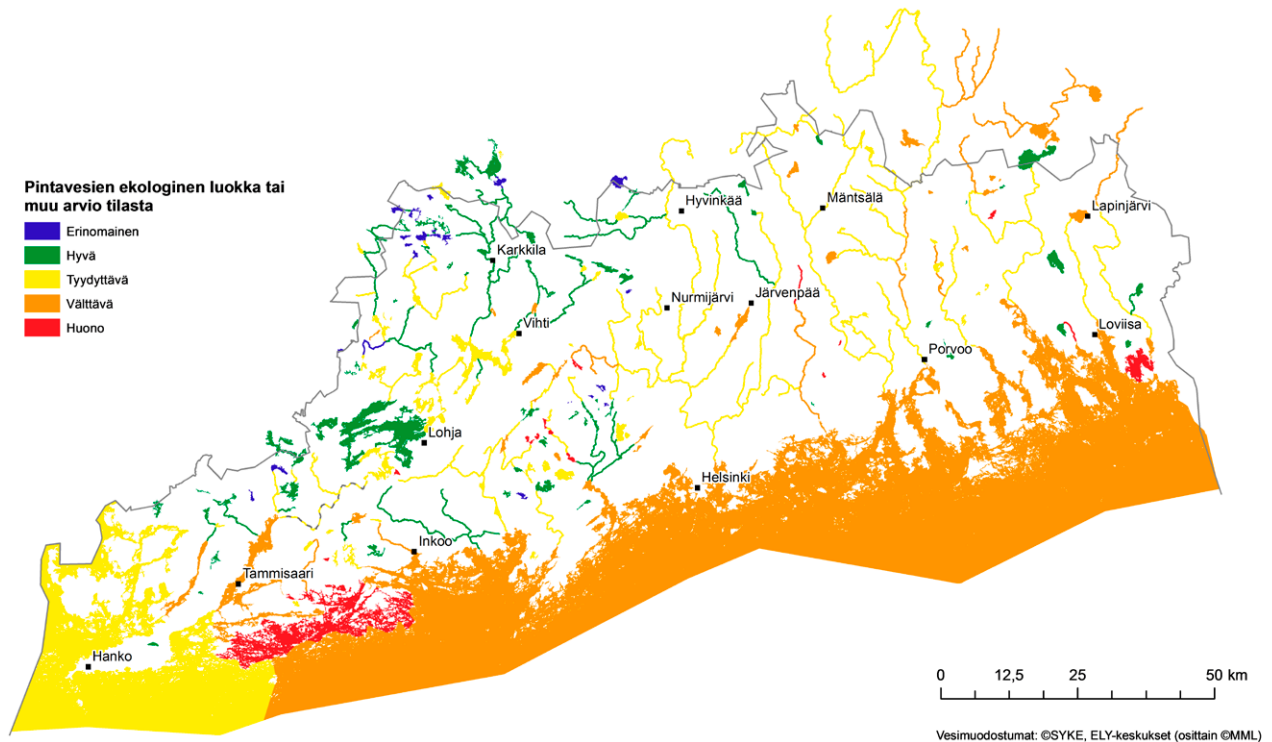 Pintavesien ekologinen luokka tai
muu arvio tilasta
Erinomainen
Hyvä
Tyydyttävä
Välttävä
Huono
Hyvinkää
Mäntsälä
Lapinjärvi
Karkkila
Nurmijärvi
Järvenpää
Vihti
Loviisa
Porvoo
Lohja
Helsinki
Inkoo
Tammisaari
Hanko
0 12,5 25 50 km
Vesimuodostumat: ©SYKE, ELY-keskukset (osittain ©MML)